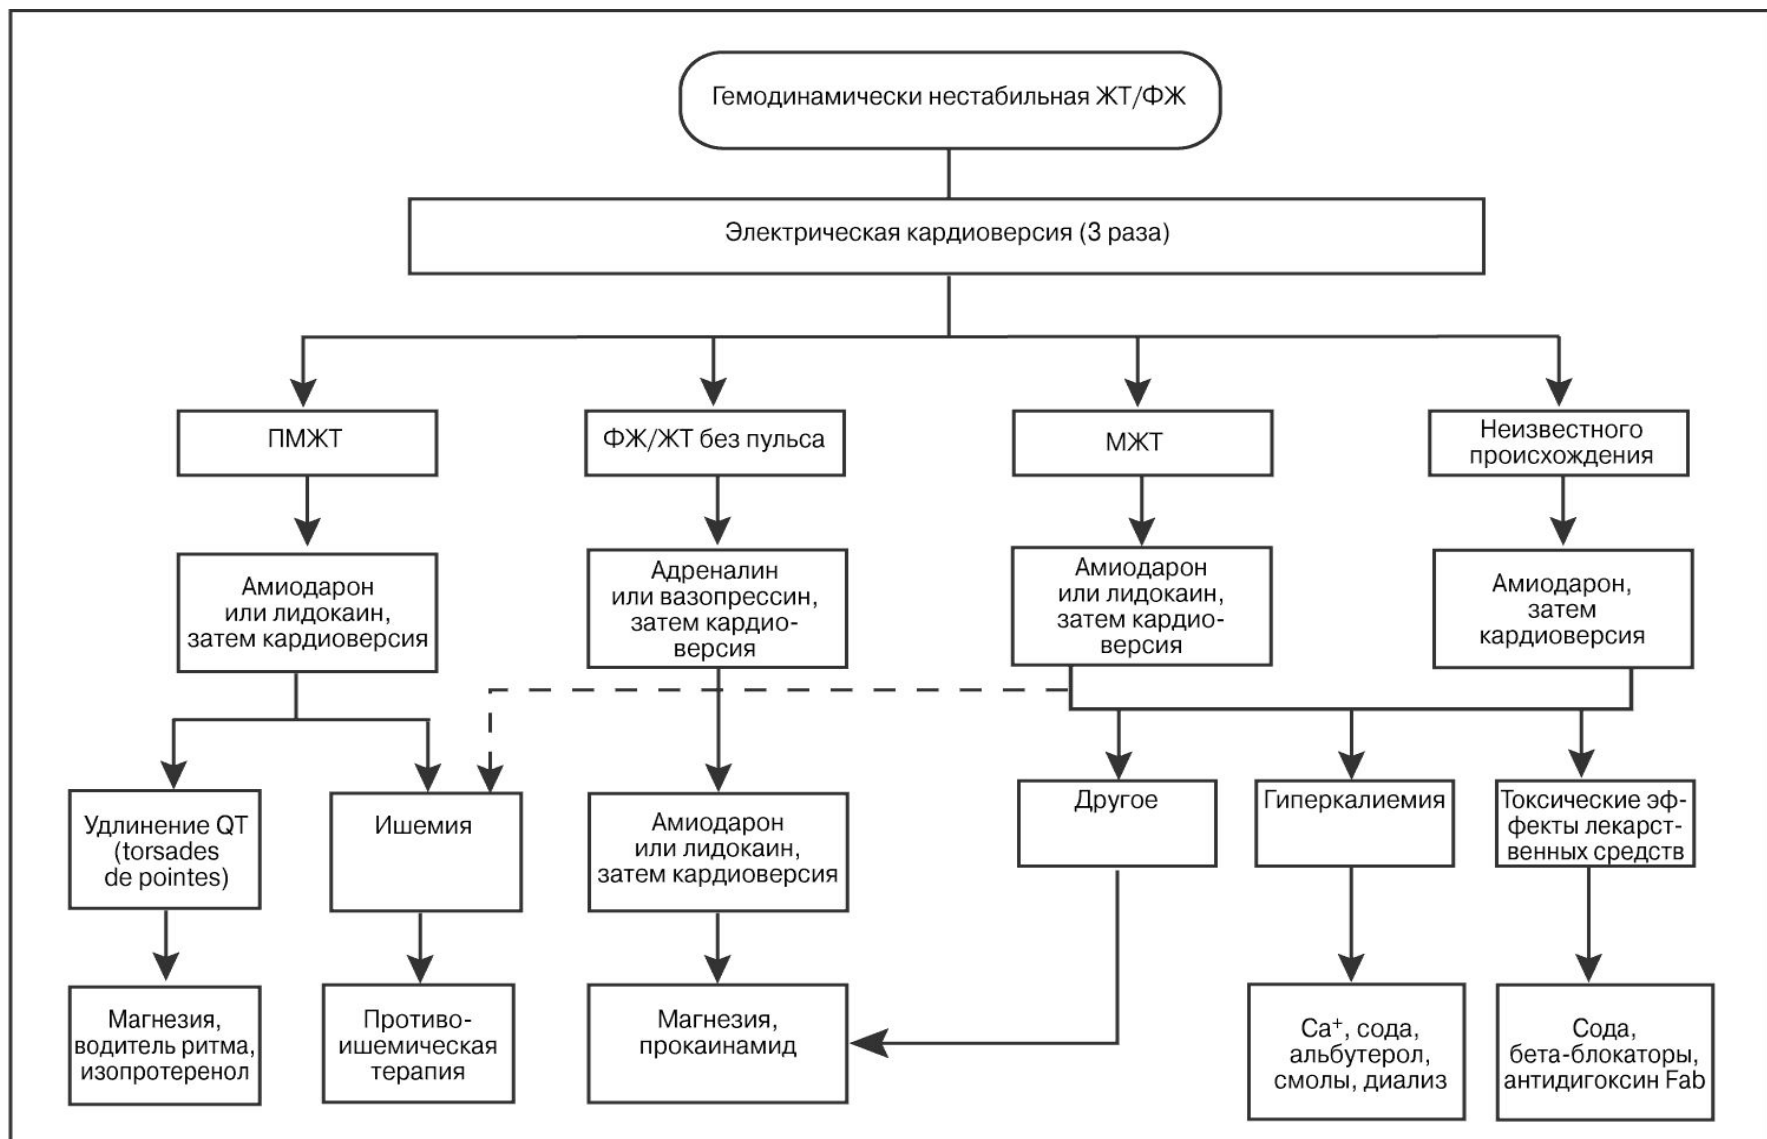 Гемодинамически нестабильная ЖТ/ФЖ
Электрическая кардиоверсия (3 раза)
ПМЖТ
ФЖ/ЖТ без пульса
МЖТ
Неизвестного
происхождения
Амиодарон
или лидокаин,
затем кардиоверсия
Адреналин
или вазопрессин,
затем кардио-
версия
Амиодарон
или лидокаин,
затем кардио-
версия
Амиодарон,
затем
кардиоверсия
Удлинение QT
(torsades
de pointes)
Ишемия
Амиодарон
или лидокаин,
затем кардиоверсия
Другое
Гиперкалиемия
Токсические эф-
фекты лекарст-
венных средств
Магнезия,
водитель ритма,
изопротеренол
Противо-
ишемическая
терапия
Магнезия,
прокаинамид
Ca⁺, сода,
альбутерол,
смолы, диализ
Сода,
бета-блокаторы,
антидигоксин Fab